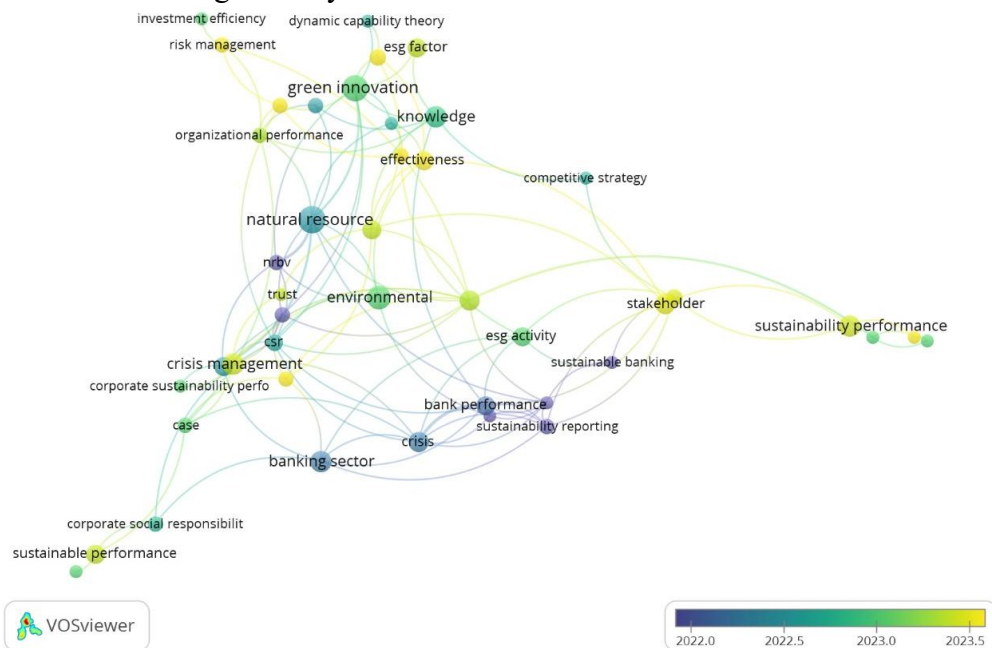 investment efficiency
dynamic capability theory
risk management
esg factor
green innovation
knowledge
organizational performance
effectiveness
competitive strategy
natural resource
nrbv
trust
environmental
stakeholder
sustainability performance
esg activity
csr
crisis management
sustainable banking
corporate sustainability perfo
bank performance
case
sustainability reporting
crisis
banking sector
corporate social responsibilit
sustainable performance
VOSviewer
2022.0 2022.5 2023.0 2023.5